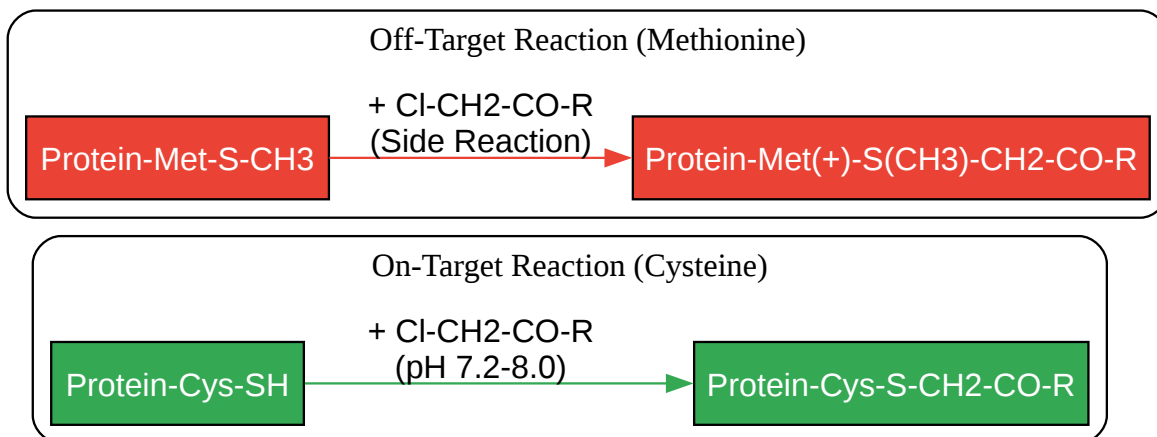 Off-Target Reaction (Methionine)
+ Cl-CH2-CO-R
(Side Reaction)
Protein-Met-S-CH3
Protein-Met(+)-S(CH3)-CH2-CO-R
On-Target Reaction (Cysteine)
+ Cl-CH2-CO-R
(pH 7.2-8.0)
Protein-Cys-SH
Protein-Cys-S-CH2-CO-R